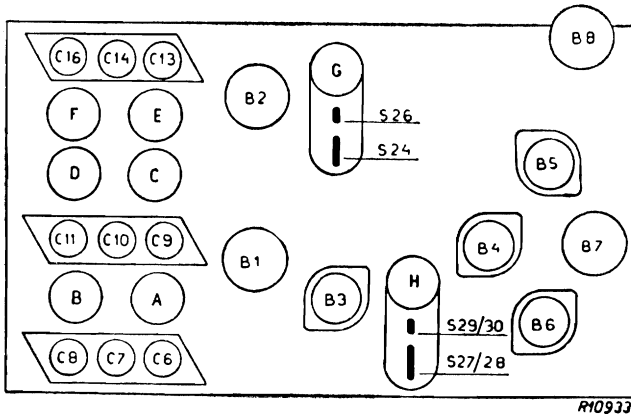 B8
C16 C14 C13
G
B2
F E
S26
S24
B5
D C
C11 C10 C9
B4
B7
B1
H
B3
B A
S29/30
B6
C8 C7 C6
S27/28
R10933